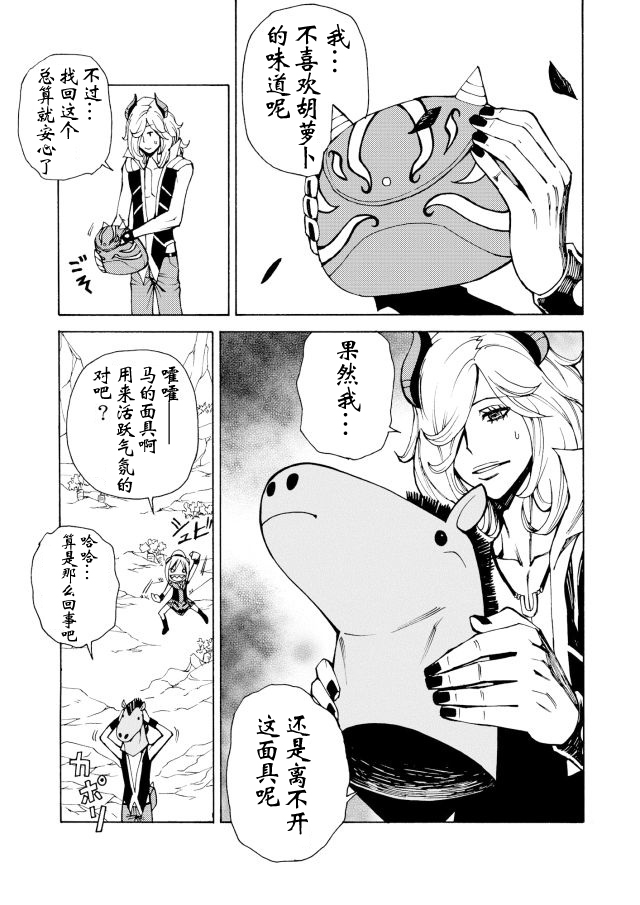 我…
不喜欢胡萝卜
的味道呢
不过…
找回这个
总算就安心了
果然我…
还是离不开
这面具呢
嚯嚯——
马的面具啊
用来活跃气氛的
对吧？
ジュビ
哈哈…
算是那么回事吧
カポッ